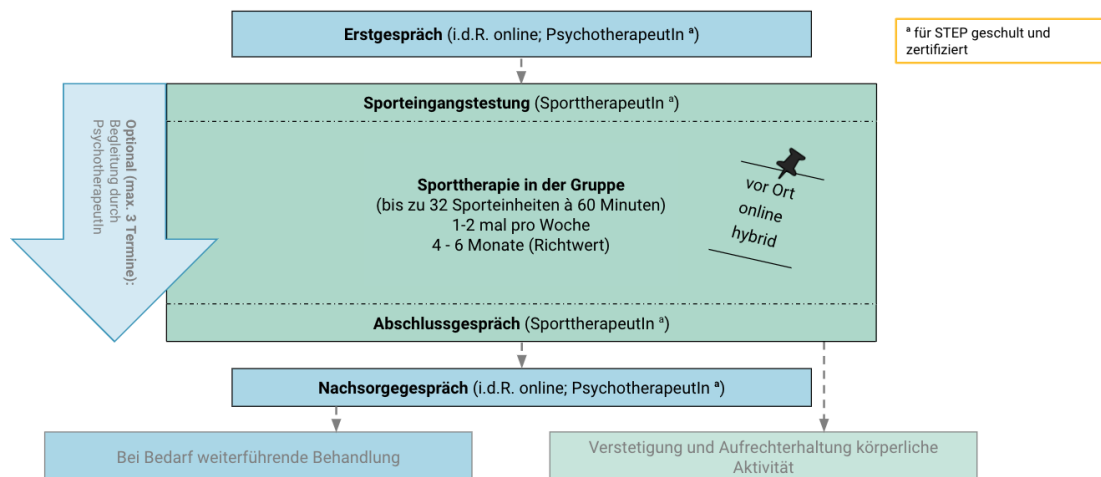 Erstgespräch (i.d.R. online; PsychotherapeutIn ª)
ª für STEP geschult und
zertifiziert
Sporteingangstestung (SporttherapeutIn ª)
Optional (max. 3 Termine):
Begleitung durch
PsychotherapeutIn
Sporttherapie in der Gruppe
(bis zu 32 Sporteinheiten à 60 Minuten)
1-2 mal pro Woche
4 - 6 Monate (Richtwert)
vor Ort
online
hybrid
Abschlussgespräch (SporttherapeutIn ª)
Nachsorgegespräch (i.d.R. online; PsychotherapeutIn ª)
Bei Bedarf weiterführende Behandlung
Verstetigung und Aufrechterhaltung körperliche
Aktivität